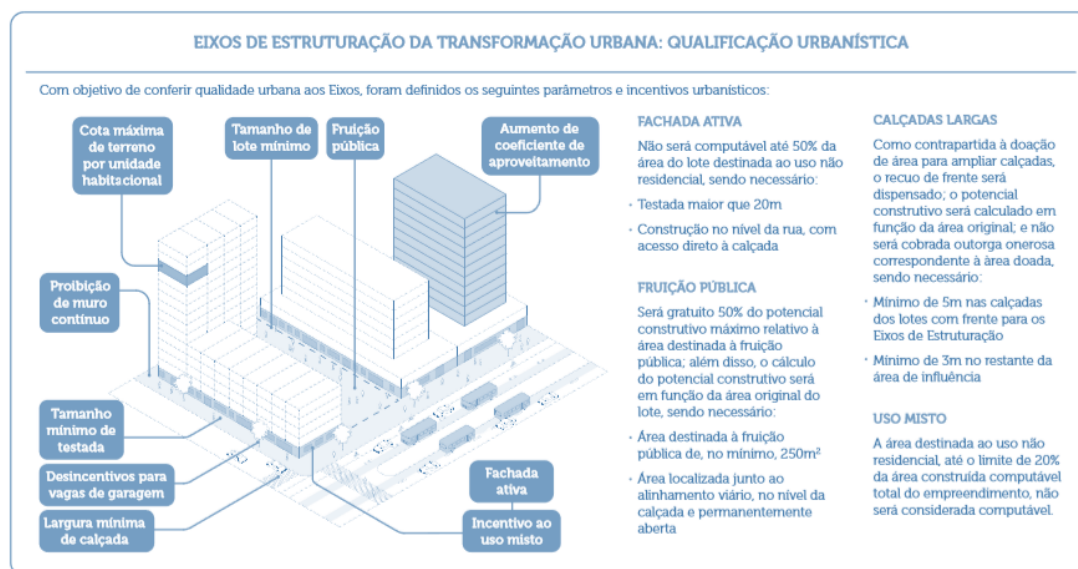 EIXOS DE ESTRUTURAÇÃO DA TRANSFORMAÇÃO URBANA: QUALIFICAÇÃO URBANÍSTICA
Com objetivo de conferir qualidade urbana aos Eixos, foram definidos os seguintes parâmetros e incentivos urbanísticos:
Cota máxima
de terreno
por unidade
habitacional
Tamanho de
lote mínimo
Fruição
pública
Aumento de
coeficiente de
aproveitamento
Proibição
de muro
contínuo
Tamanho
mínimo de
testada
Desincentivos para
vagas de garagem
Largura mínima
de calçada
Fachada
ativa
Incentivo ao
uso misto
FACHADA ATIVA
Não será computável até 50% da
área do lote destinada ao uso não
residencial, sendo necessário:
· Testada maior que 20m
· Construção no nível da rua, com
acesso direto à calçada
FRUIÇÃO PÚBLICA
Será gratuito 50% do potencial
construtivo máximo relativo à
área destinada à fruição
pública; além disso, o cálculo
do potencial construtivo será
em função da área original do
lote, sendo necessário:
· Área destinada à fruição
pública de, no mínimo, 250m²
· Área localizada junto ao
alinhamento viário, no nível da
calçada e permanentemente
aberta
CALÇADAS LARGAS
Como contrapartida à doação
de área para ampliar calçadas,
o recuo de frente será
dispensado; o potencial
construtivo será calculado em
função da área original; e não
será cobrada outorga onerosa
correspondente à área doada,
sendo necessário:
· Mínimo de 5m nas calçadas
dos lotes com frente para os
Eixos de Estruturação
· Mínimo de 3m no restante da
área de influência
USO MISTO
A área destinada ao uso não
residencial, até o limite de 20%
da área construída computável
total do empreendimento, não
será considerada computável.